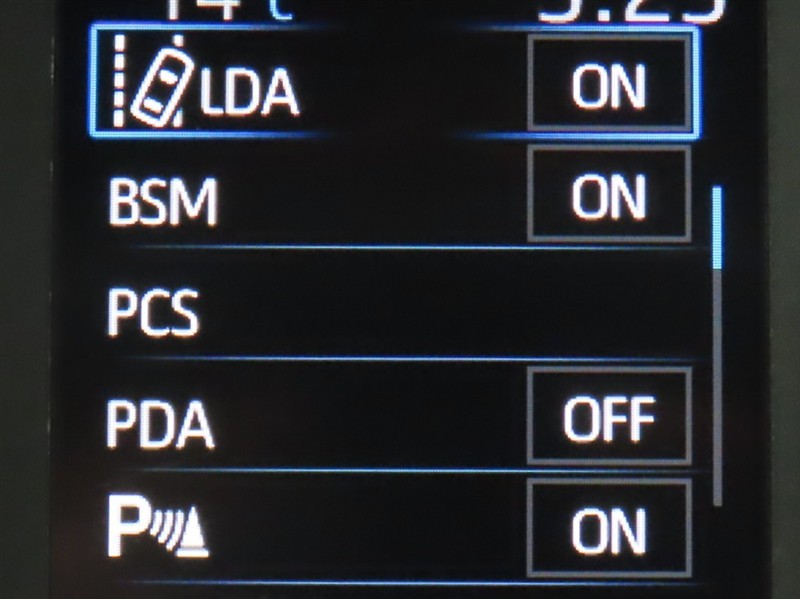 LDA ON
BSM ON
PCS
PDA OFF
P ON